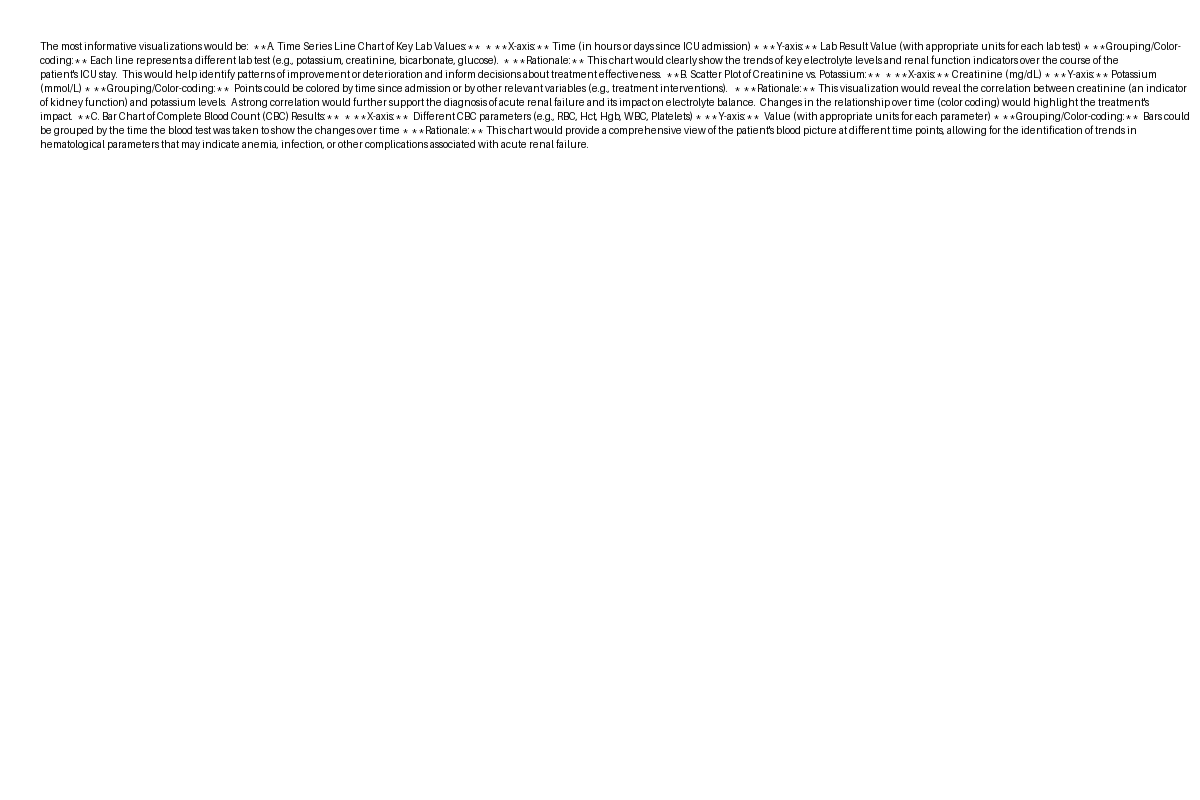 The most informative visualizations would be:  **A. Time Series Line Chart of Key Lab Values:**  * **X-axis:** Time (in hours or days since ICU admission) * **Y-axis:** Lab Result Value (with appropriate units for each lab test) * **Grouping/Color-
coding:** Each line represents a different lab test (e.g., potassium, creatinine, bicarbonate, glucose).  * **Rationale:** This chart would clearly show the trends of key electrolyte levels and renal function indicators over the course of the
patient's ICU stay.  This would help identify patterns of improvement or deterioration and inform decisions about treatment effectiveness.  **B. Scatter Plot of Creatinine vs. Potassium:**  * **X-axis:** Creatinine (mg/dL) * **Y-axis:** Potassium
(mmol/L) * **Grouping/Color-coding:**  Points could be colored by time since admission or by other relevant variables (e.g., treatment interventions).  * **Rationale:** This visualization would reveal the correlation between creatinine (an indicator
of kidney function) and potassium levels.  A strong correlation would further support the diagnosis of acute renal failure and its impact on electrolyte balance.  Changes in the relationship over time (color coding) would highlight the treatment's
impact.  **C. Bar Chart of Complete Blood Count (CBC) Results:**  * **X-axis:**  Different CBC parameters (e.g., RBC, Hct, Hgb, WBC, Platelets) * **Y-axis:**  Value (with appropriate units for each parameter) * **Grouping/Color-coding:**  Bars could
be grouped by the time the blood test was taken to show the changes over time * **Rationale:** This chart would provide a comprehensive view of the patient's blood picture at different time points, allowing for the identification of trends in
hematological parameters that may indicate anemia, infection, or other complications associated with acute renal failure.